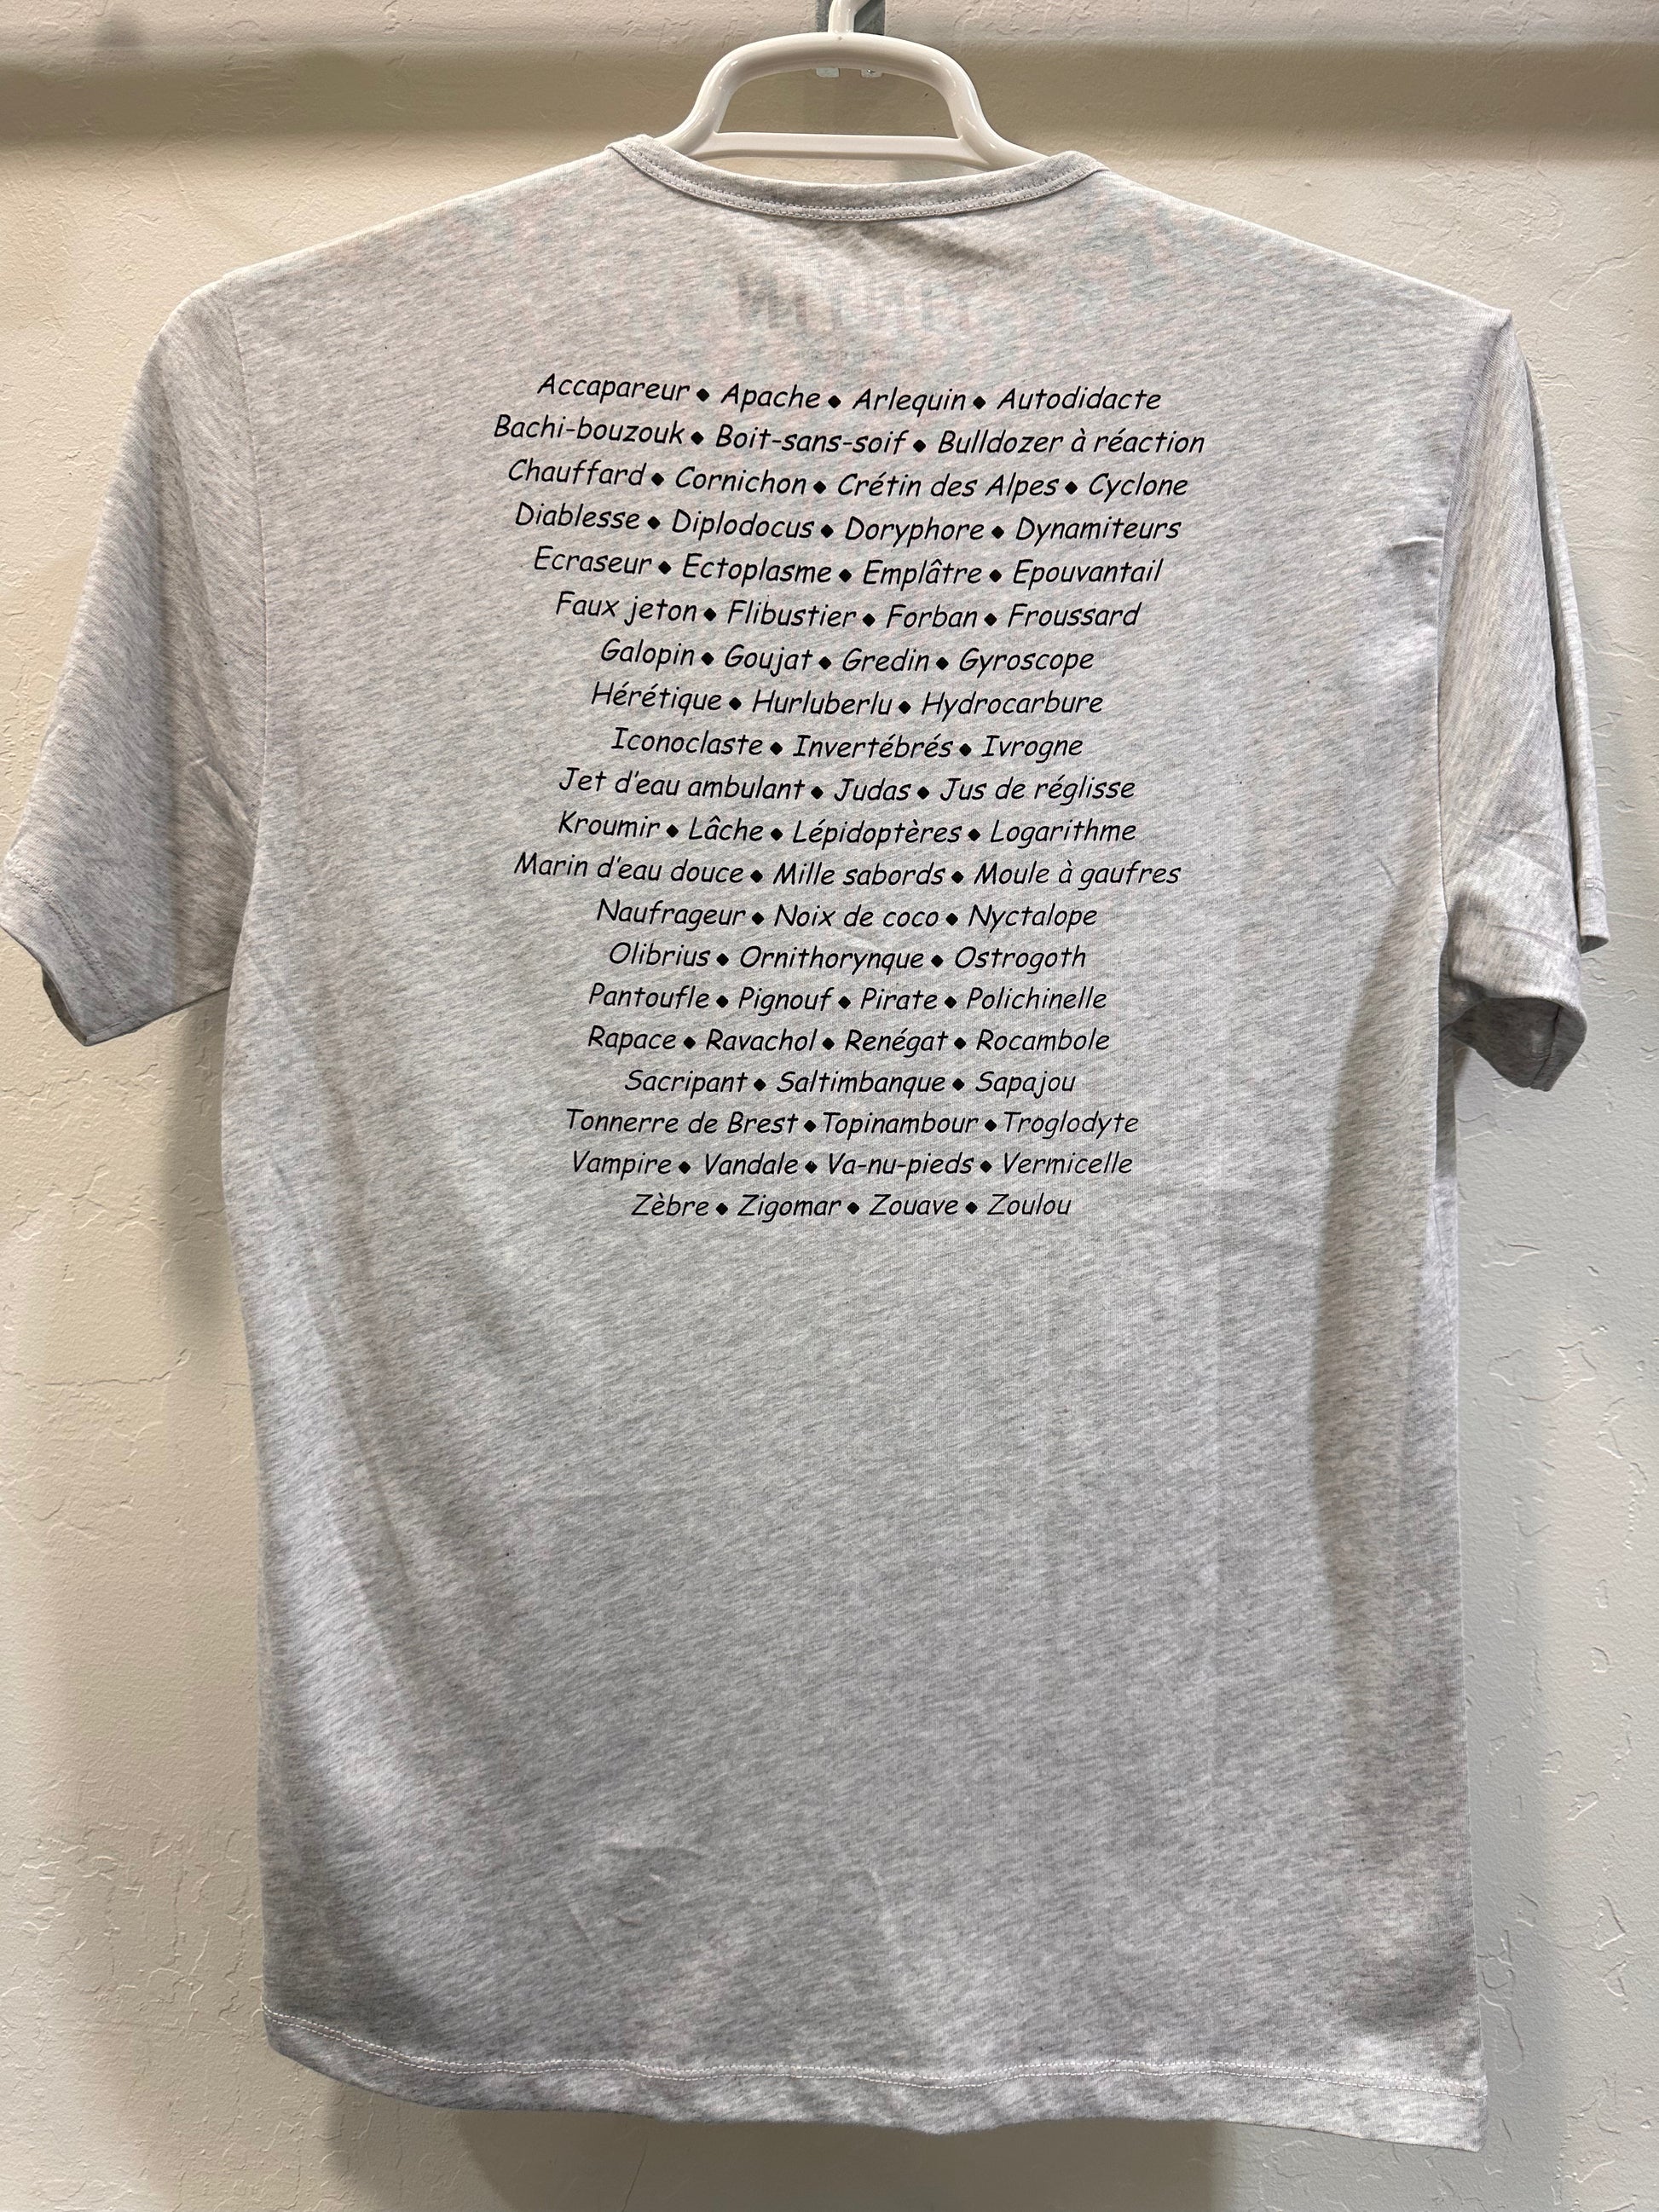 Accapareur ◆ Apache ◆ Arlequin ◆ Autodidacte
Bachi-bouzouk ◆ Boit-sans-soif ◆ Bulldozer à réaction
Chauffard ◆ Cornichon ◆ Crétin des Alpes ◆ Cyclone
Diablesse ◆ Diplodocus ◆ Doryphore ◆ Dynamiteurs
Ecraseur ◆ Ectoplasme ◆ Emplâtre ◆ Epouvantail
Faux jeton ◆ Flibustier ◆ Forban ◆ Froussard
Galopin ◆ Goujat ◆ Gredin ◆ Gyroscope
Hérétique ◆ Hurluberlu ◆ Hydrocarbure
Iconoclaste ◆ Invertébrés ◆ Ivrogne
Jet d'eau ambulant ◆ Judas ◆ Jus de réglisse
Kroumir ◆ Lâche ◆ Lépidoptères ◆ Logarithme
Marin d'eau douce ◆ Mille sabords ◆ Moule à gaufres
Naufrageur ◆ Noix de coco ◆ Nyctalope
Olibrius ◆ Ornithorynque ◆ Ostrogoth
Pantoufle ◆ Pignouf ◆ Pirate ◆ Polichinelle
Rapace ◆ Ravachol ◆ Renégat ◆ Rocambole
Sacripant ◆ Saltimbanque ◆ Sapajou
Tonnerre de Brest ◆ Topinambour ◆ Troglodyte
Vampire ◆ Vandale ◆ Va-nu-pieds ◆ Vermicelle
Zèbre ◆ Zigomar ◆ Zouave ◆ Zoulou